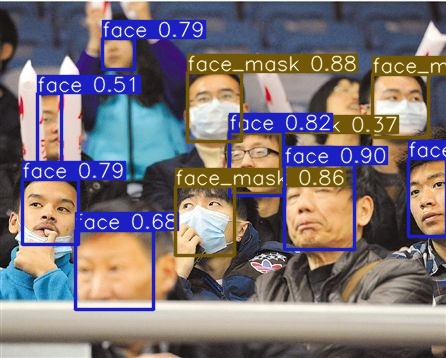 face 0.79
face_mask 0.88
face_m
face 0.51
face 0.82
k 0.37
face 0.90
face
face 0.79
face_mask 0.86
face 0.68